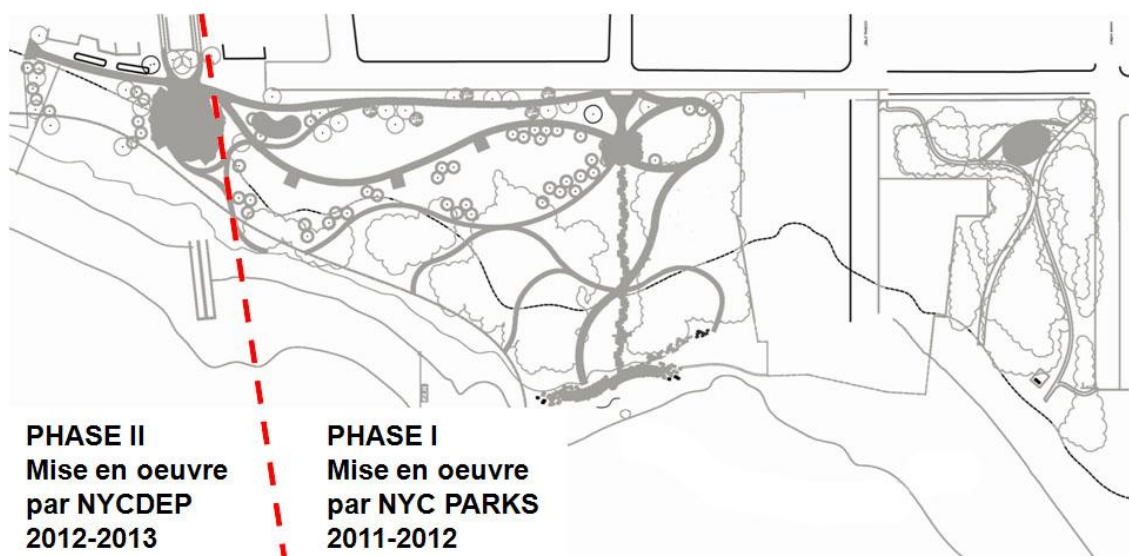 PHASE II
Mise en oeuvre
par NYCDEP
2012-2013
PHASE I
Mise en oeuvre
par NYC PARKS
2011-2012